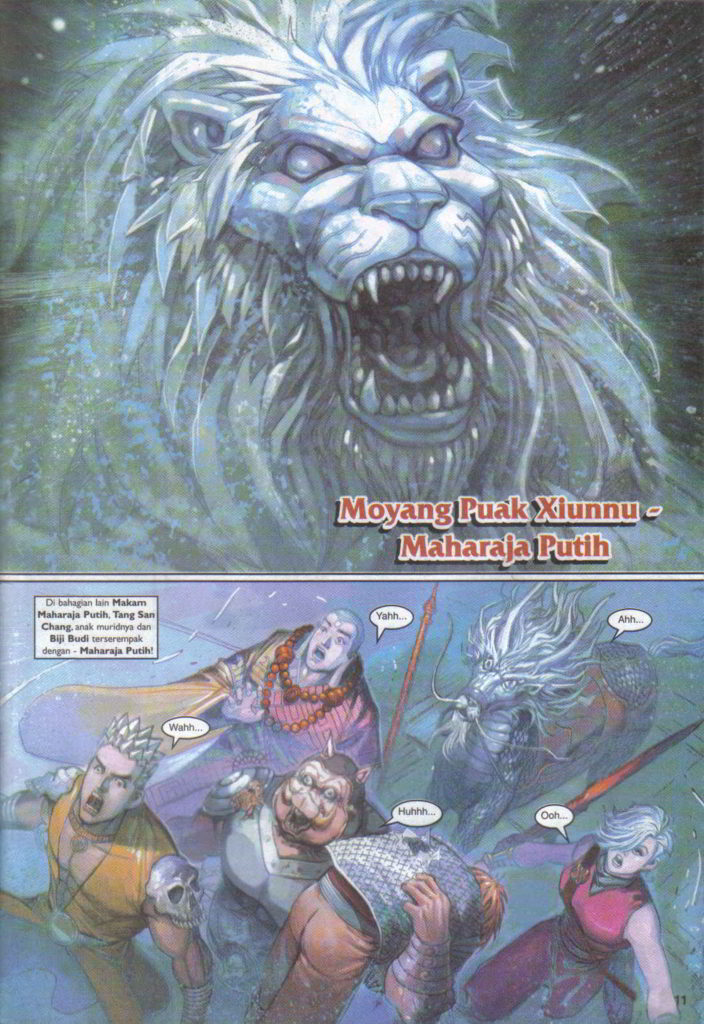 Moyang Puak Xiunnu -
Maharaja Putih
Di bahagian lain Makam
Maharaja Putih, Tang San
Chang, anak muridnya dan
Biji Budi terserempak
dengan - Maharaja Putih!
Yahh...
Ahh...
Wahh...
Huhhh...
Ooh...
11